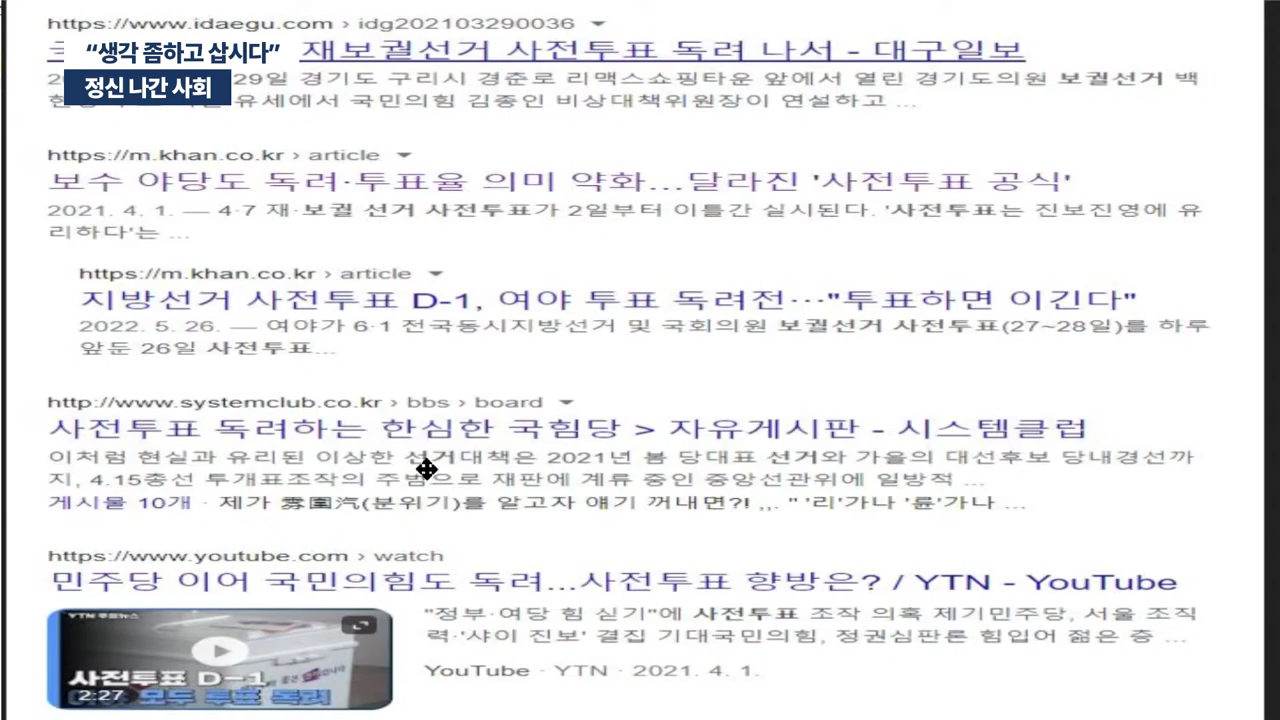 https://www.idaegu.com › idg202103290036
"생각 좀하고 삽시다"
재보궐선거 사전투표 독려 나서 - 대구일보
정신 나간 사회
29일 경기도 구리시 경춘로 리맥스쇼핑타운 앞에서 열린 경기도의원 보궐선거 백
유세에서 국민의힘 김종인 비상대책위원장이 연설하고 ...
https://m.khan.co.kr › article
보수 야당도 독려·투표율 의미 약화...달라진 '사전투표 공식'
2021. 4. 1. — 4·7 재·보궐 선거 사전투표가 2일부터 이틀간 실시된다. '사전투표는 진보진영에 유
리하다'는 ...
https://m.khan.co.kr › article
지방선거 사전투표 D-1, 여야 투표 독려전…"투표하면 이긴다"
2022. 5. 26. — 여야가 6·1 전국동시지방선거 및 국회의원 보궐선거 사전투표(27~28일)를 하루
앞둔 26일 사전투표...
http://www.systemclub.co.kr › bbs › board
사전투표 독려하는 한심한 국힘당 > 자유게시판 - 시스템클럽
이처럼 현실과 유리된 이상한 선거대책은 2021년 봄 당대표 선거와 가을의 대선후보 당내경선까
지, 4.15총선 투개표조작의 주범으로 재판에 계류 중인 중앙선관위에 일방적 ...
게시물 10개 · 제가 雰圍汽(분위기)를 알고자 얘기 꺼내면?! ,,. " '리'가나 '륜'가나 ...
https://www.youtube.com › watch
민주당 이어 국민의힘도 독려...사전투표 향방은? / YTN - YouTube
"정부·여당 힘 싣기"에 사전투표 조작 의혹 제기민주당, 서울 조직
력·'샤이 진보' 결집 기대국민의힘, 정권심판론 힘입어 젊은 층 ...
YouTube · YTN · 2021. 4. 1.
사전투표 D-1
2:27 모두 투표 독려